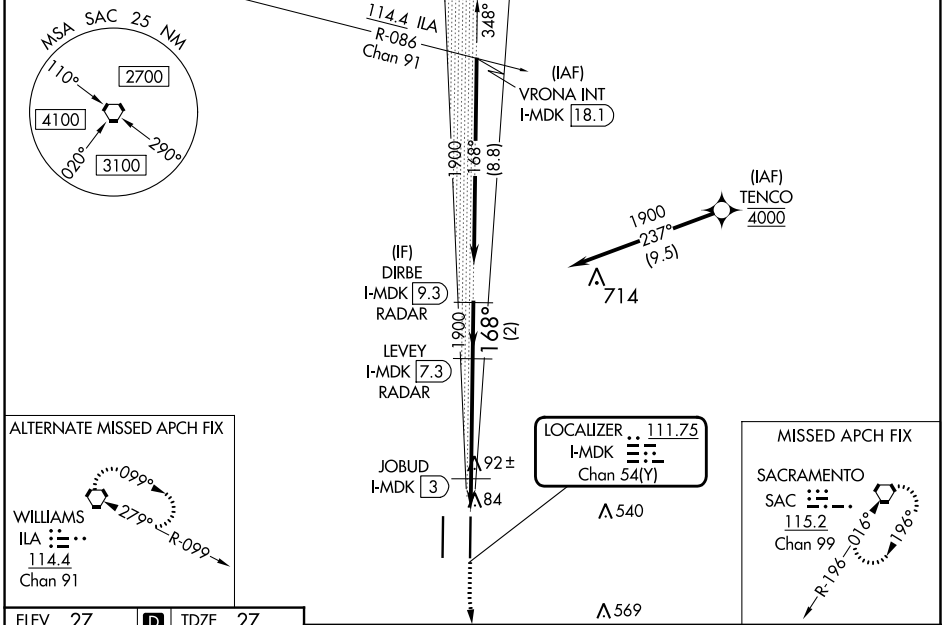 MSA SAC 25 NM
110°
2700
4100
020°
3100
290°
114.4 ILA
R-086
Chan 91
348°
(IAF)
VRONA INT
I-MDK 18.1
1900
168°
(8.8)
(IAF)
TENCO
4000
1900
237°
(9.5)
714
(IF)
DIRBE
I-MDK 9.3
RADAR
1900
168°
(2)
LEVEY
I-MDK 7.3
RADAR
JOBUD
I-MDK 3
92±
84
LOCALIZER 111.75
I-MDK
Chan 54(Y)
540
569
ALTERNATE MISSED APCH FIX
099°
279°
R-099
WILLIAMS
ILA
114.4
Chan 91
MISSED APCH FIX
SACRAMENTO
SAC
115.2
Chan 99
R-196
016°
196°
ELEV 27 D TDZE 27